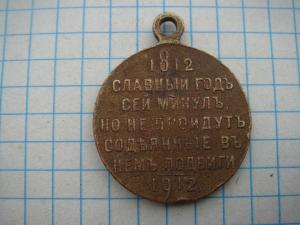 1812
СЛАВНЫЙ ГОДЪ
СЕЙ МИНУЛЪ,
НО НЕ ПРОЙДУТЪ
СОДѢЯННЫЕ ВЪ
НЕМЪ ПОДВИГИ
1912